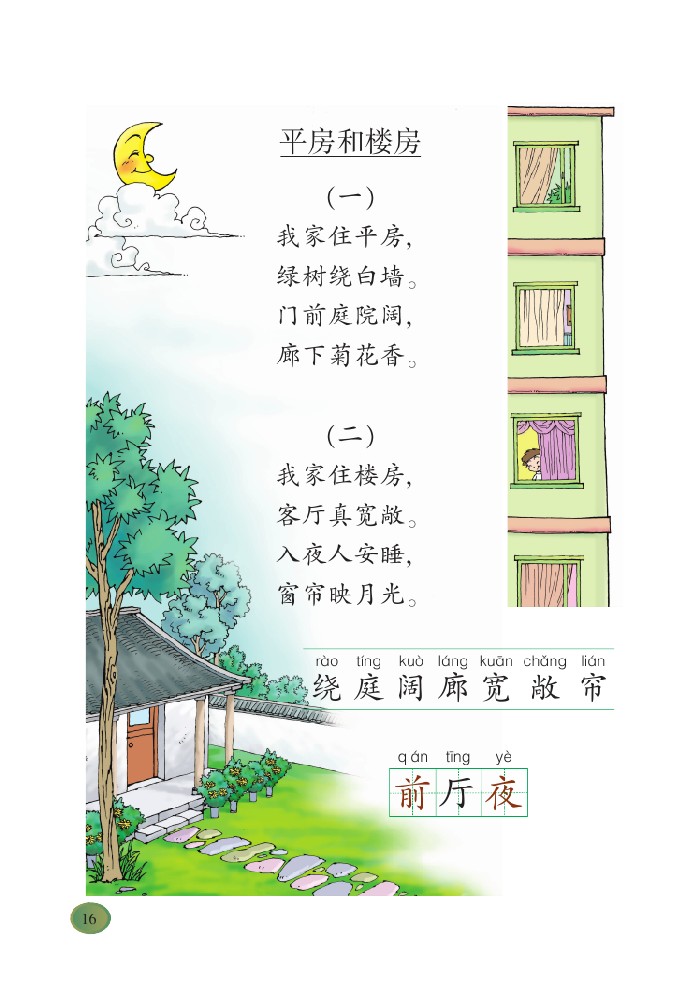 平房和楼房
（一）
我家住平房，
绿树绕白墙。
门前庭院阔，
廊下菊花香。
（二）
我家住楼房，
客厅真宽敞。
入夜人安睡，
窗帘映月光。
rào tíng kuò láng kuān chǎng lián
绕 庭 阔 廊 宽 敞 帘
qán tīng yè
前 厅 夜
16